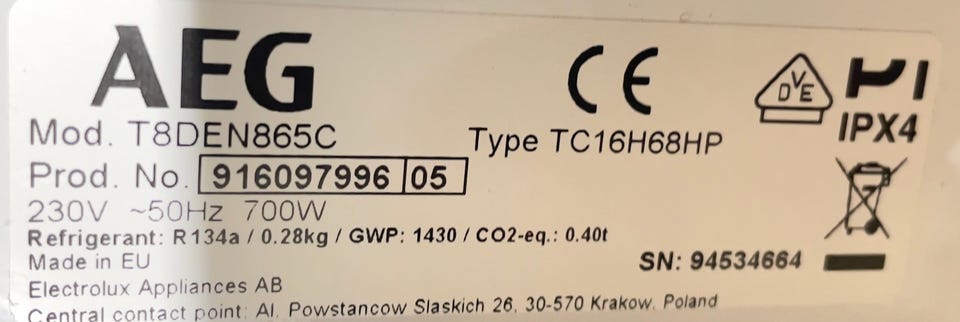 AEG
CE
VDE
IPX4
Mod. T8DEN865C
Type TC16H68HP
Prod. No. 916097996 05
230V ~50Hz 700W
Refrigerant: R134a / 0.28kg / GWP: 1430 / CO2-eq.: 0.40t
Made in EU
SN: 94534664
Electrolux Appliances AB
Central contact point: Al. Powstancow Slaskich 26, 30-570 Krakow, Poland